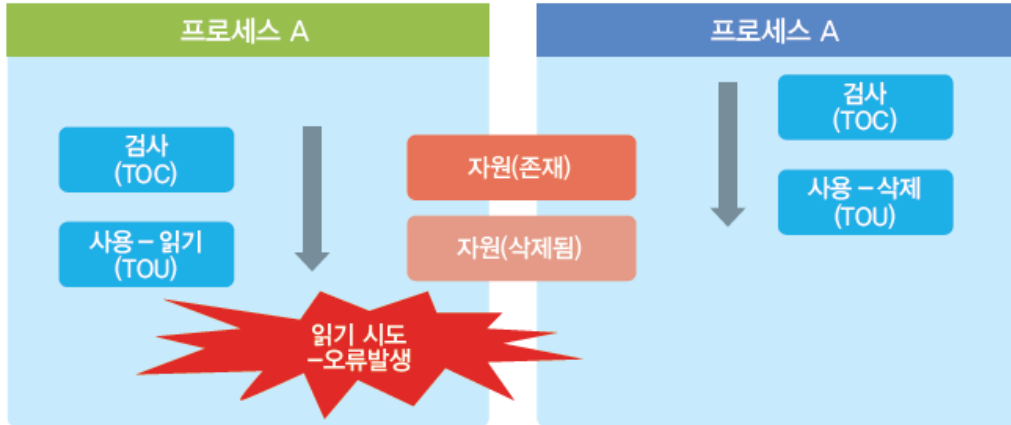 프로세스 A
검사
(TOC)
사용 – 읽기
(TOU)
읽기 시도
–오류발생
자원(존재)
자원(삭제됨)
프로세스 A
검사
(TOC)
사용 – 삭제
(TOU)